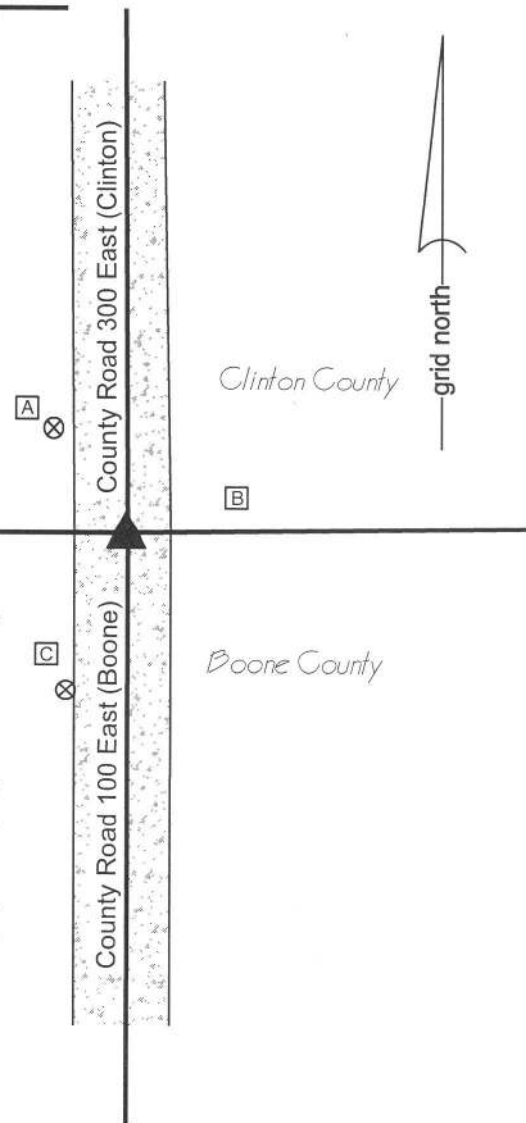 County Road 300 East (Clinton)
grid north
Clinton County
A
B
C
Boone County
County Road 100 East (Boone)